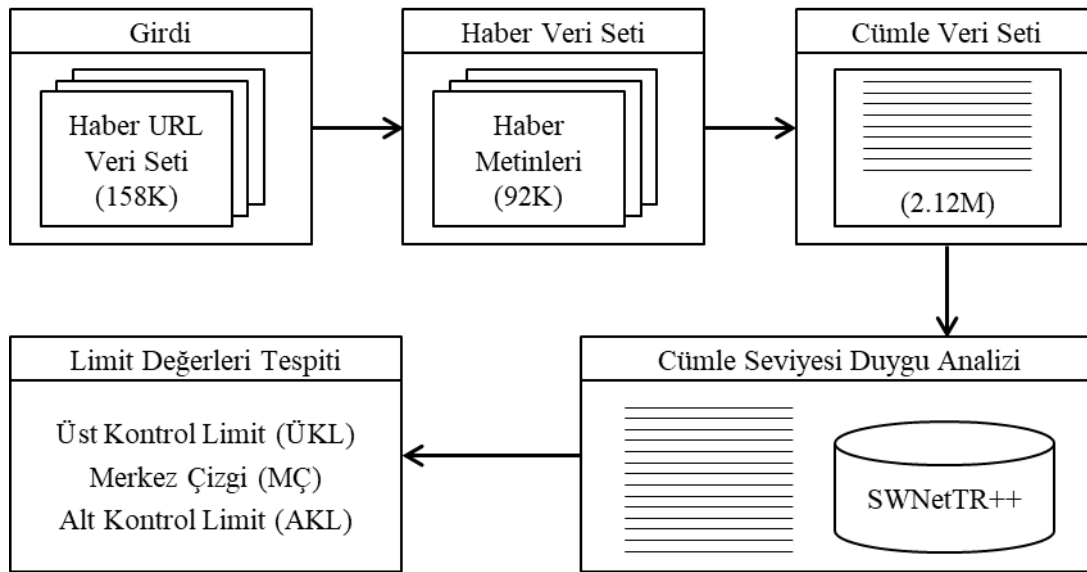 Girdi
Haber URL
Veri Seti
(158K)
Haber Veri Seti
Haber
Metinleri
(92K)
Cümle Veri Seti
(2.12M)
Limit Değerleri Tespiti
Üst Kontrol Limit (ÜKL)
Merkez Çizgi (MÇ)
Alt Kontrol Limit (AKL)
Cümle Seviyesi Duygu Analizi
SWNetTR++